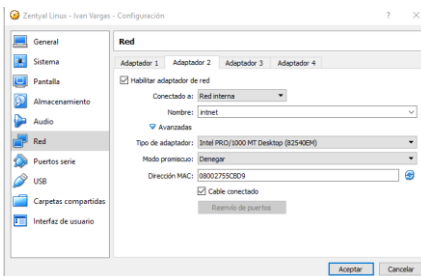 Zentyal Linux - Ivan Vargas - Configuración
? ×
General
Sistema
Pantalla
Almacenamiento
Audio
Red
Puertos serie
USB
Carpetas compartidas
Interfaz de usuario
Red
Adaptador 1 Adaptador 2 Adaptador 3 Adaptador 4
Habilitar adaptador de red
Conectado a: Red interna
Nombre: intnet
Avanzadas
Tipo de adaptador: Intel PRO/1000 MT Desktop (82540EM)
Modo promiscuo: Denegar
Dirección MAC: 08002755CBD9
Cable conectado
Reenvío de puertos
Aceptar Cancelar